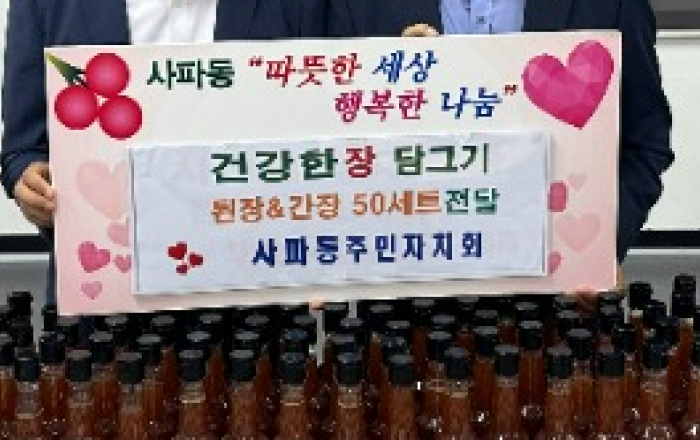 사파동 “따뜻한 세상
행복한 나눔”
건강한장 담그기
된장&간장 50세트전달
사파동주민자치회